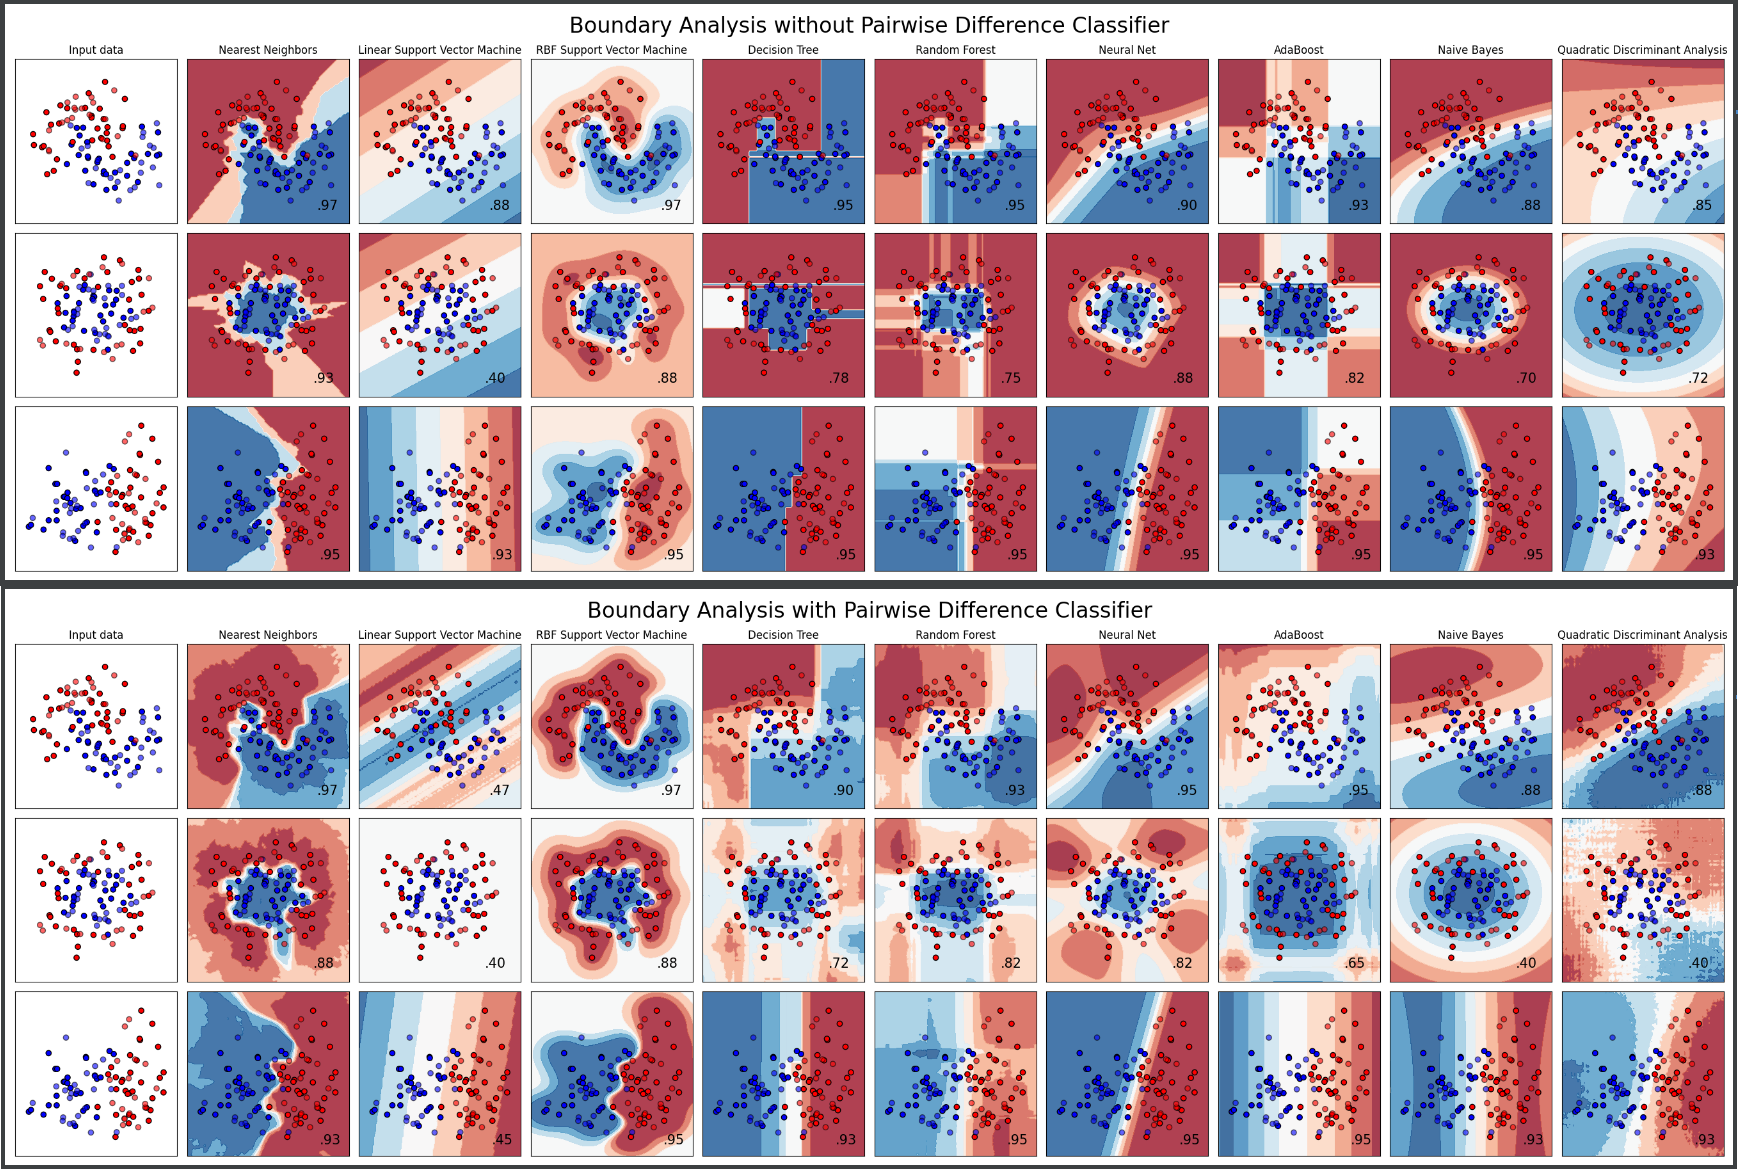 Boundary Analysis without Pairwise Difference Classifier
Input data Nearest Neighbors Linear Support Vector Machine RBF Support Vector Machine Decision Tree Random Forest Neural Net AdaBoost Naive Bayes Quadratic Discriminant Analysis
.97 .88 .97 .95 .95 .90 .93 .88 .85
.93 .40 .88 .78 .75 .88 .82 .70 .72
.95 .93 .95 .95 .95 .95 .95 .95 .93
Boundary Analysis with Pairwise Difference Classifier
Input data Nearest Neighbors Linear Support Vector Machine RBF Support Vector Machine Decision Tree Random Forest Neural Net AdaBoost Naive Bayes Quadratic Discriminant Analysis
.97 .47 .97 .90 .93 .95 .95 .88 .88
.88 .40 .88 .72 .82 .82 .65 .40 .40
.93 .45 .95 .93 .95 .95 .95 .93 .93